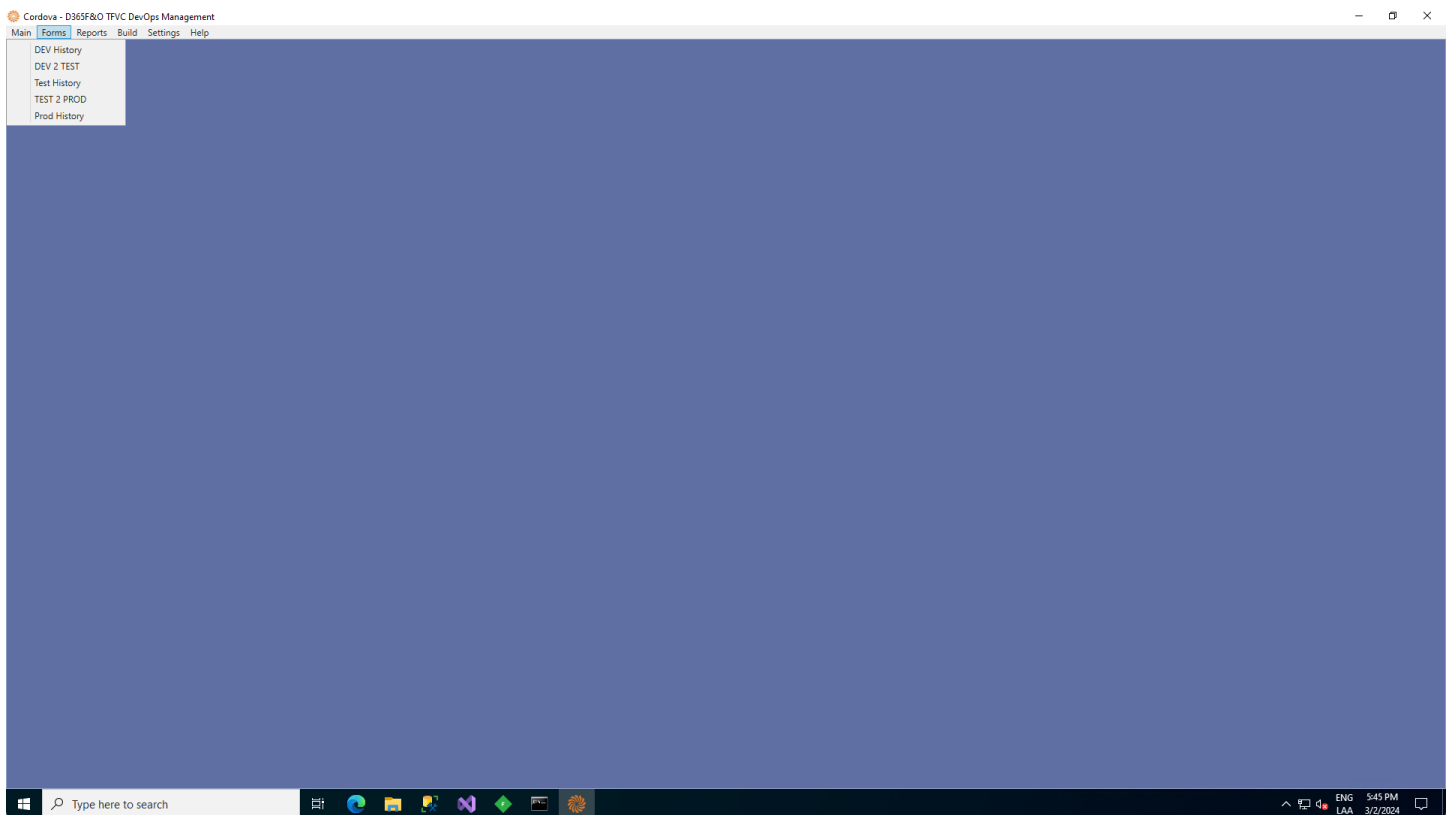 Cordova - D365F&O TFVC DevOps Management
Main Forms Reports Build Settings Help
DEV History
DEV 2 TEST
Test History
TEST 2 PROD
Prod History
Type here to search
ENG 5:45 PM
LAA 3/2/2024